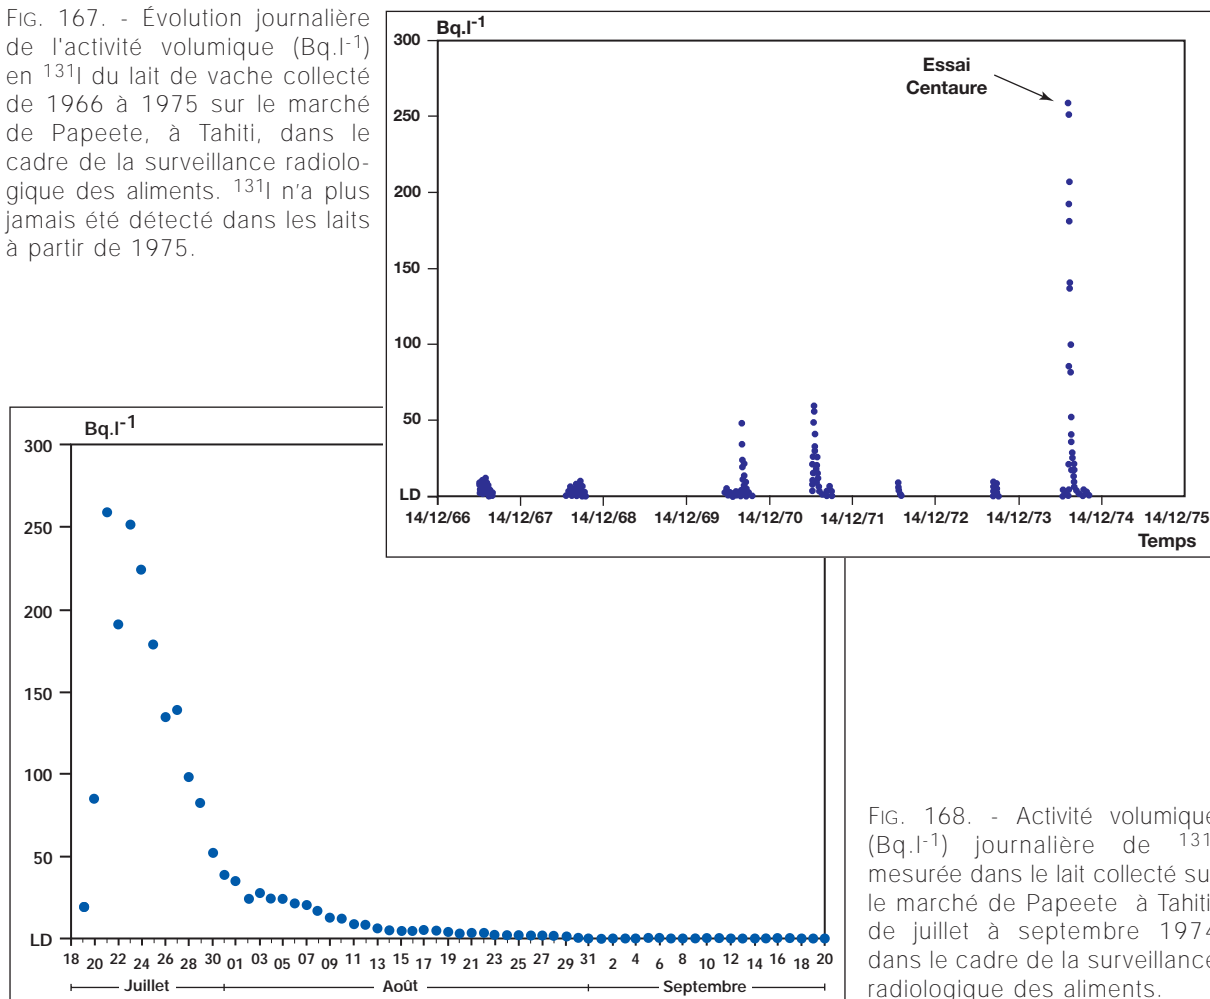 FIG. 167. - Évolution journalière
de l'activité volumique (Bq.l-1)
en 131I du lait de vache collecté
de 1966 à 1975 sur le marché
de Papeete, à Tahiti, dans le
cadre de la surveillance radiolo-
gique des aliments. 131I n'a plus
jamais été détecté dans les laits
à partir de 1975.
Bq.l-1
300
250
200
150
100
50
LD
Essai
Centaure
14/12/66 14/12/67 14/12/68 14/12/69 14/12/70 14/12/71 14/12/72 14/12/73 14/12/74 14/12/75
Temps
Bq.l-1
300
250
200
150
100
50
LD
18 20 22 24 26 28 30 01 03 05 07 09 11 13 15 17 19 21 23 25 27 29 31 2 4 6 8 10 12 14 16 18 20
Juillet Août Septembre
FIG. 168. - Activité volumique
(Bq.l-1) journalière de 131
mesurée dans le lait collecté su
le marché de Papeete à Tahiti
de juillet à septembre 1974
dans le cadre de la surveillance
radiologique des aliments.